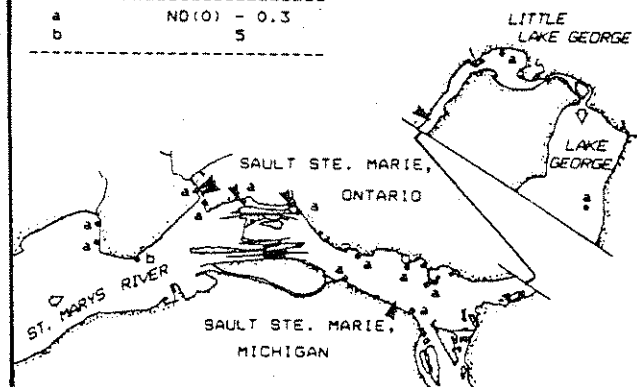 a ND(0) - 0.3
b 5
LITTLE
LAKE GEORGE
a
LAKE
GEORGE
a
SAULT STE. MARIE,
ONTARIO
a
a
a
a
a
a
b
ST. MARYS RIVER
a
a
a
a
a
a
SAULT STE. MARIE,
MICHIGAN